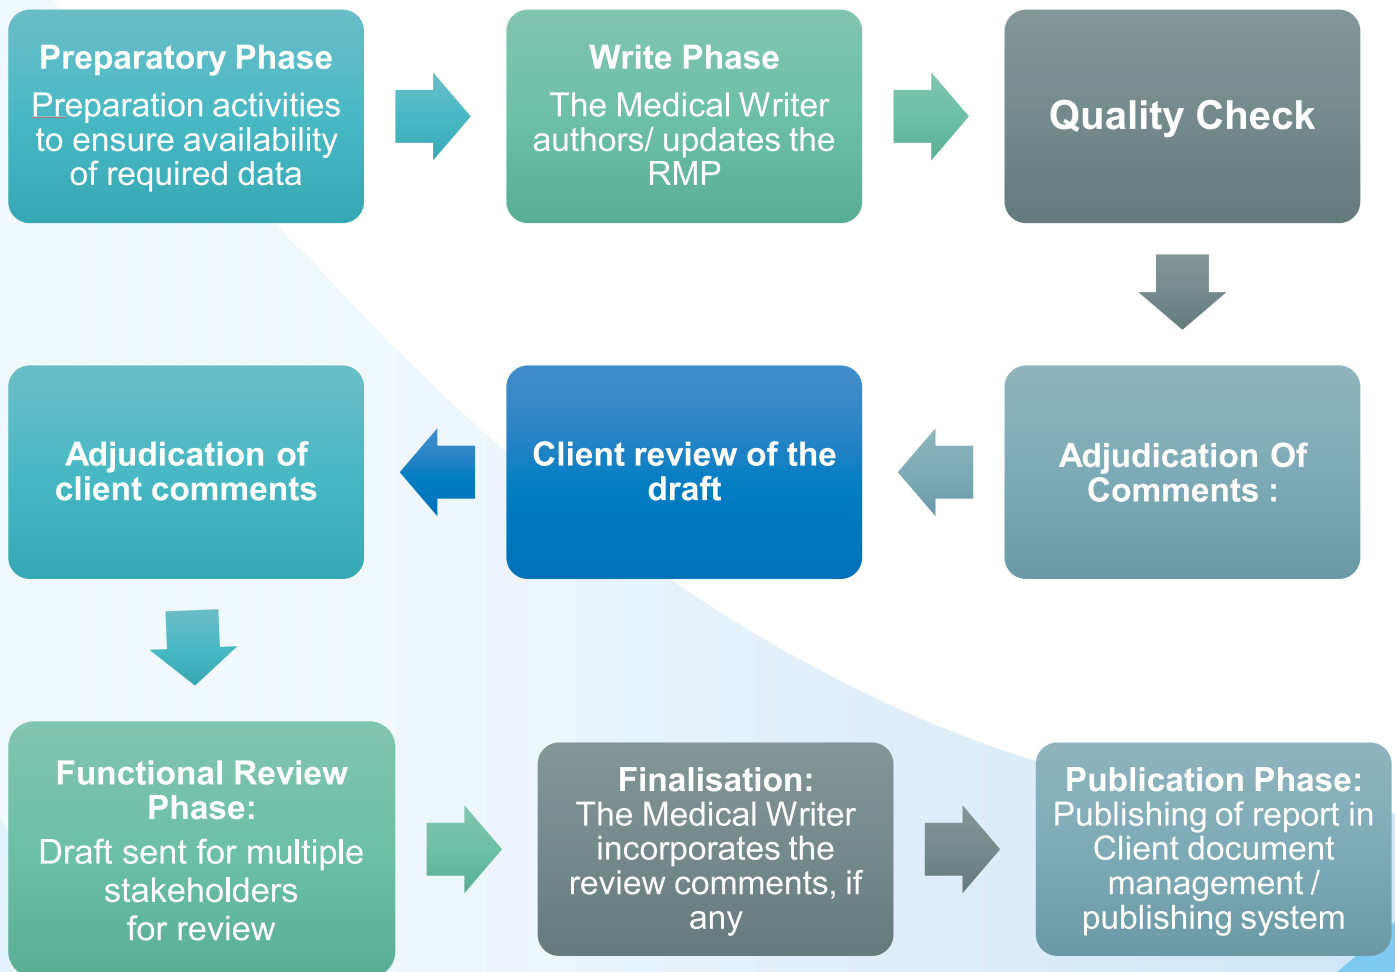 Preparatory Phase
Preparation activities
to ensure availability
of required data
Write Phase
The Medical Writer
authors/ updates the
RMP
Quality Check
Adjudication Of
Comments :
Client review of the
draft
Adjudication of
client comments
Functional Review
Phase:
Draft sent for multiple
stakeholders
for review
Finalisation:
The Medical Writer
incorporates the
review comments, if
any
Publication Phase:
Publishing of report in
Client document
management /
publishing system